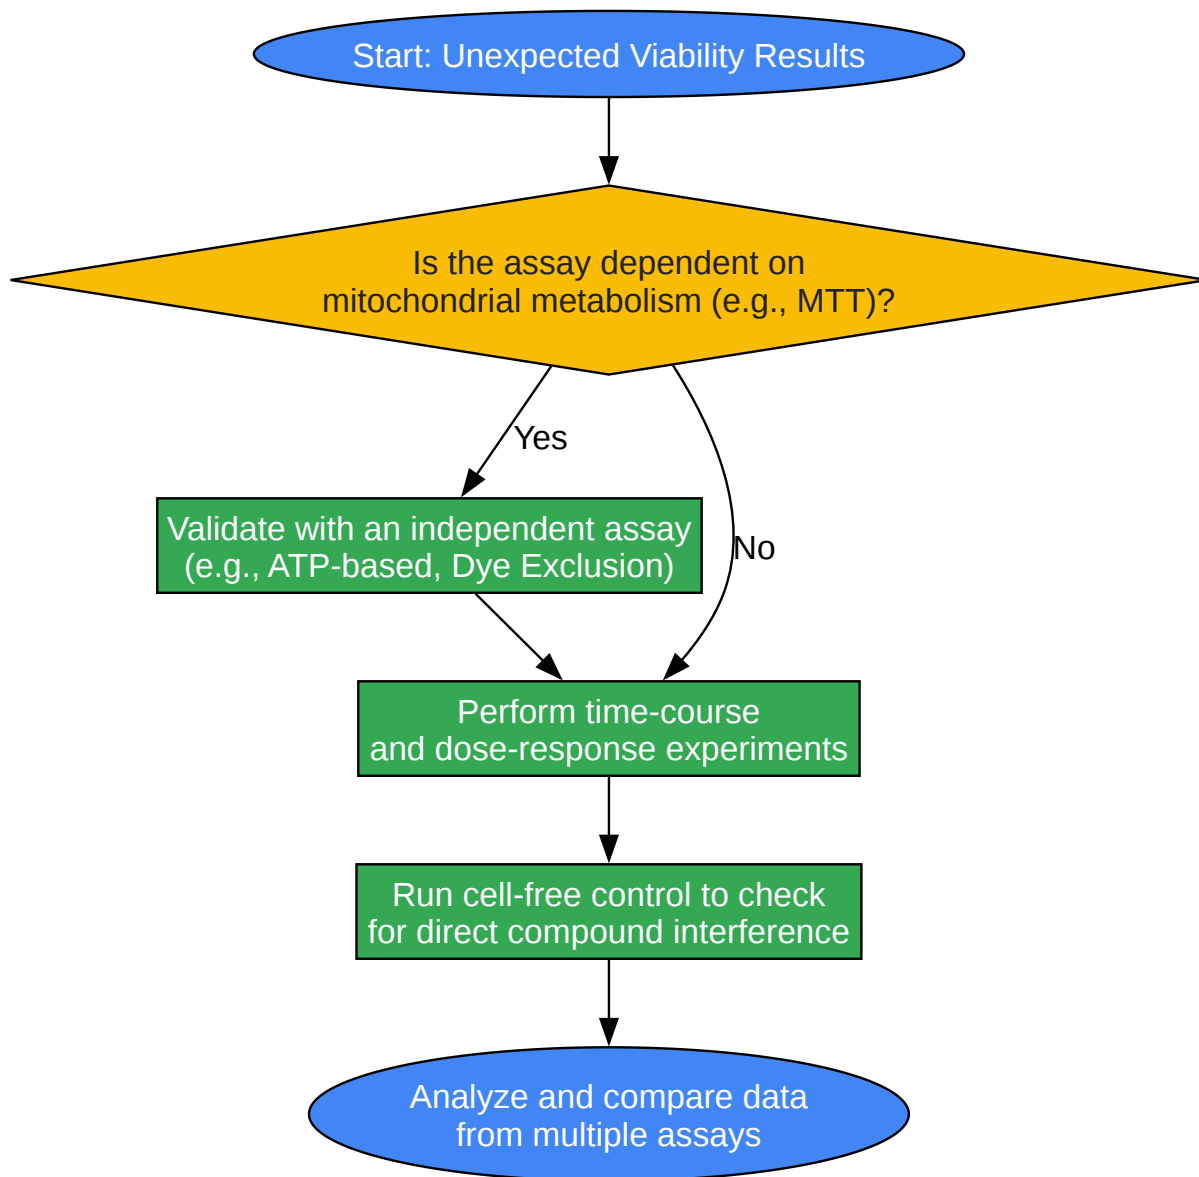 Start: Unexpected Viability Results
Is the assay dependent on
mitochondrial metabolism (e.g., MTT)?
Yes
Validate with an independent assay
(e.g., ATP-based, Dye Exclusion)
No
Perform time-course
and dose-response experiments
Run cell-free control to check
for direct compound interference
Analyze and compare data
from multiple assays